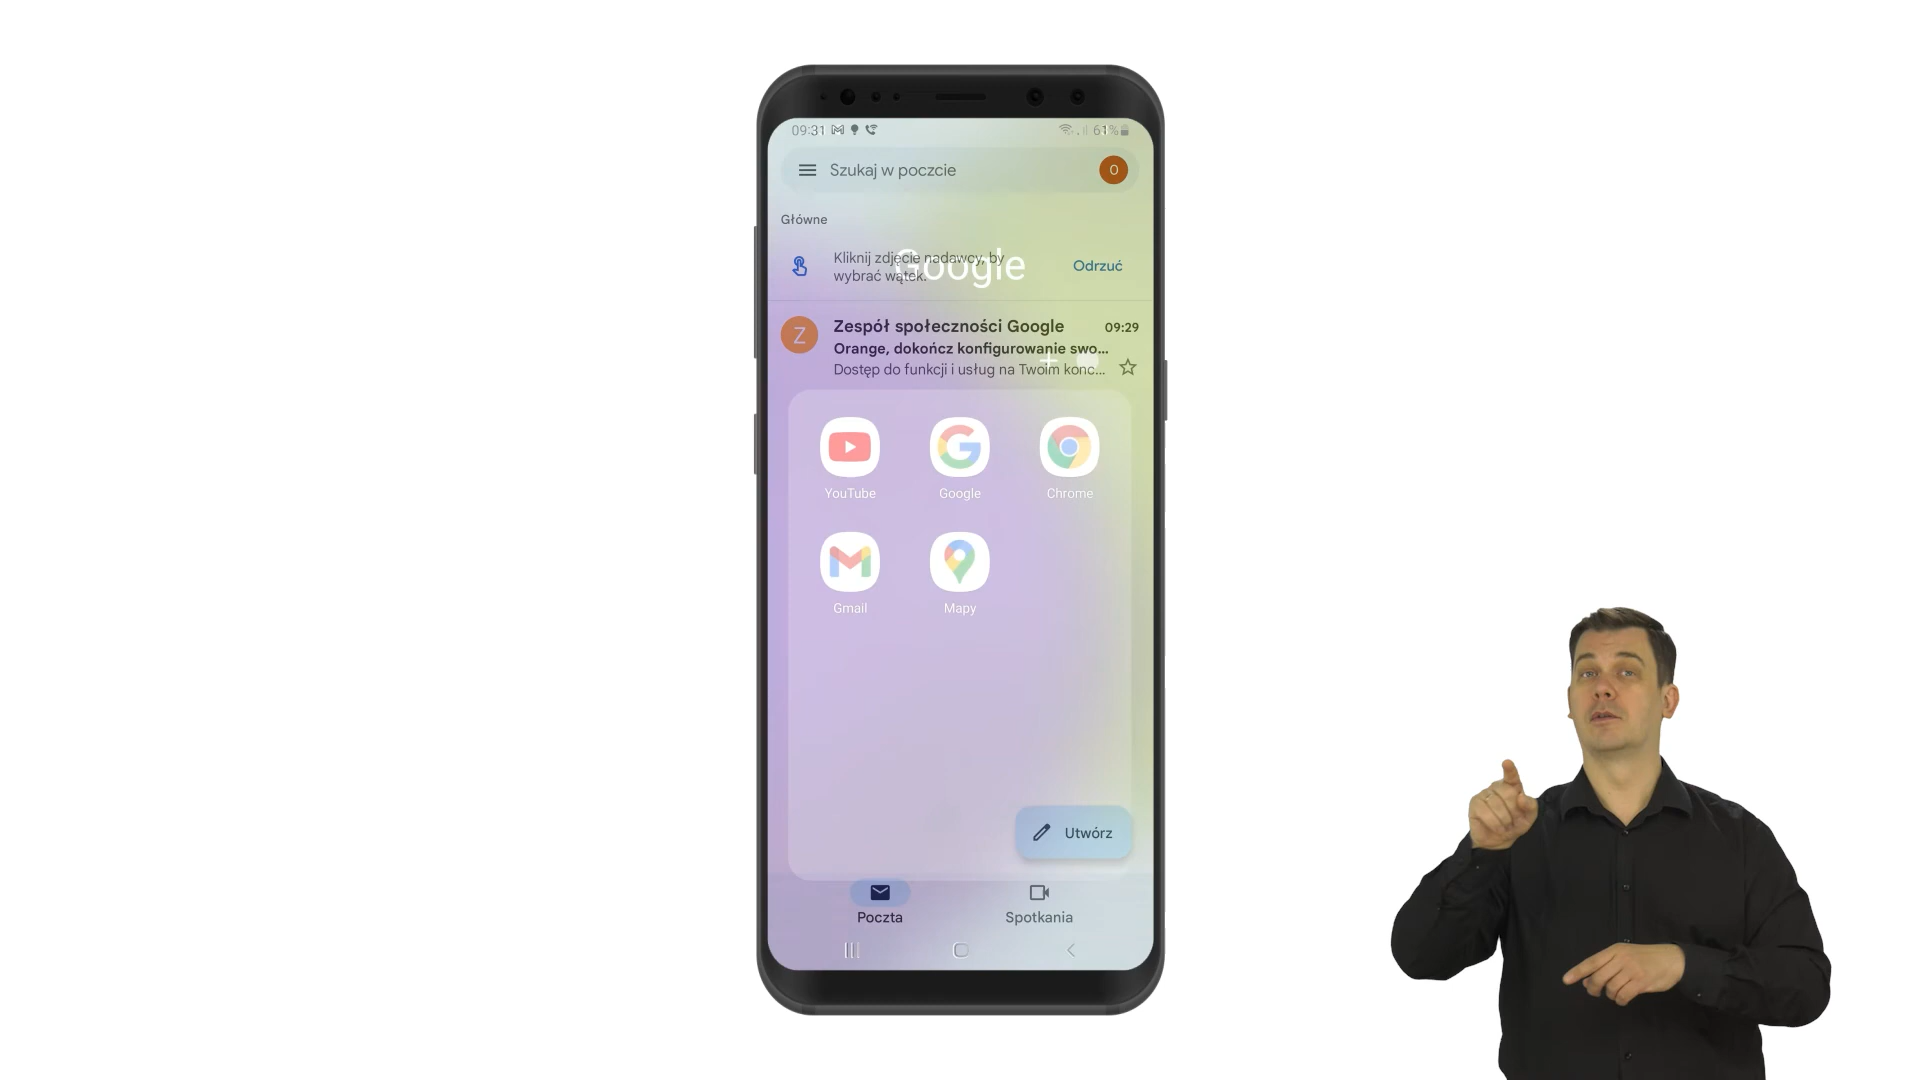 09:31
61%
Szukaj w poczcie
O
Główne
Kliknij zdjęcie nadawcy, by
wybrać wątek.
Odrzuć
Google
Z
Zespół społeczności Google
09:29
Orange, dokończ konfigurowanie swo...
Dostęp do funkcji i usług na Twoim konc...
YouTube
Google
Chrome
Gmail
Mapy
Utwórz
Poczta
Spotkania